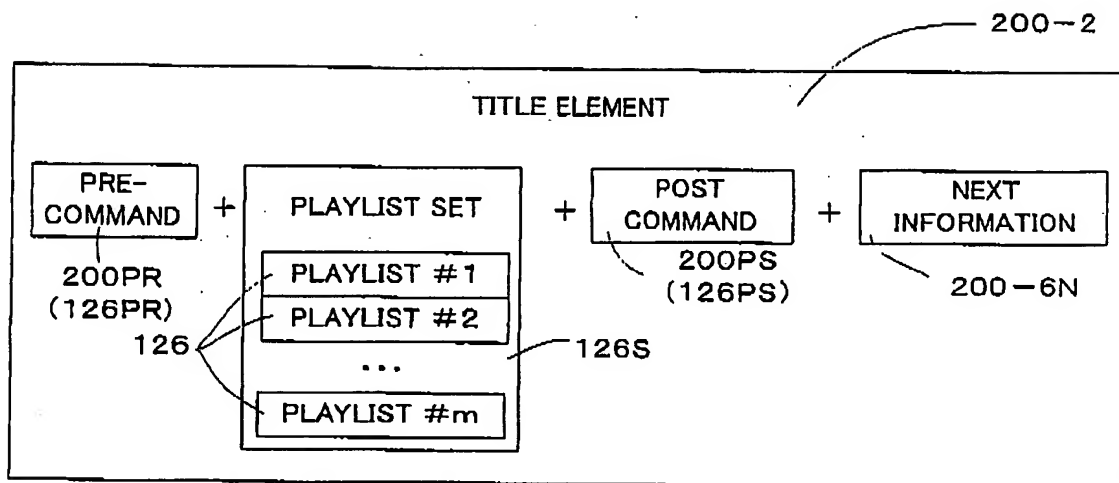 200-2
TITLE ELEMENT
PRE-
COMMAND
+
PLAYLIST SET
+
POST
COMMAND
+
NEXT
INFORMATION
200PR
(126PR)
PLAYLIST #1
PLAYLIST #2
...
PLAYLIST #m
126
126S
200PS
(126PS)
200-6N